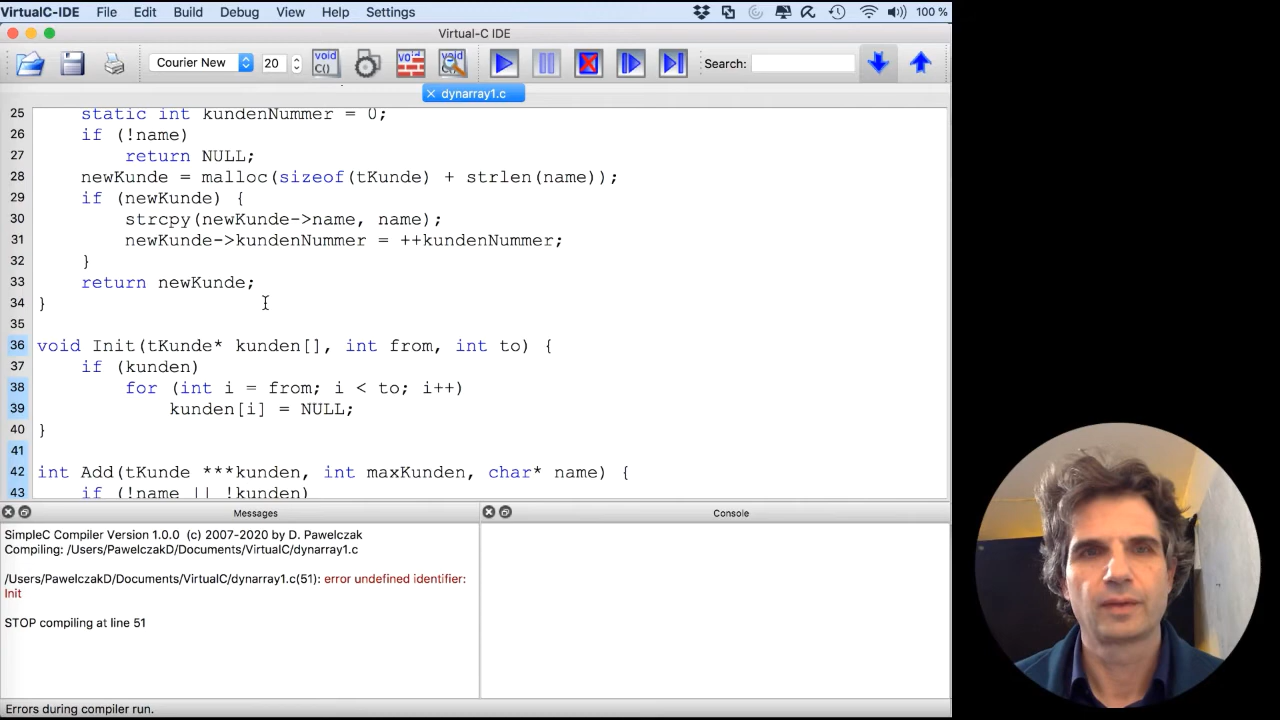 VirtualC-IDE File Edit Build Debug View Help Settings 100 %
Virtual-C IDE
void C() Courier New 20 Search:
dynarray1.c
25 static int kundenNummer = 0;
26 if (!name)
27 return NULL;
28 newKunde = malloc(sizeof(tKunde) + strlen(name));
29 if (newKunde) {
30 strcpy(newKunde->name, name);
31 newKunde->kundenNummer = ++kundenNummer;
32 }
33 return newKunde;
34 }
35
36 void Init(tKunde* kunden[], int from, int to) {
37 if (kunden)
38 for (int i = from; i < to; i++)
39 kunden[i] = NULL;
40 }
41
42 int Add(tKunde ***kunden, int maxKunden, char* name) {
43 if (!name || !kunden)
Messages
SimpleC Compiler Version 1.0.0 (c) 2007-2020 by D. Pawelczak
Compiling: /Users/PawelczakD/Documents/VirtualC/dynarray1.c
/Users/PawelczakD/Documents/VirtualC/dynarray1.c(51): error undefined identifier:
Init
STOP compiling at line 51
Console
Errors during compiler run.